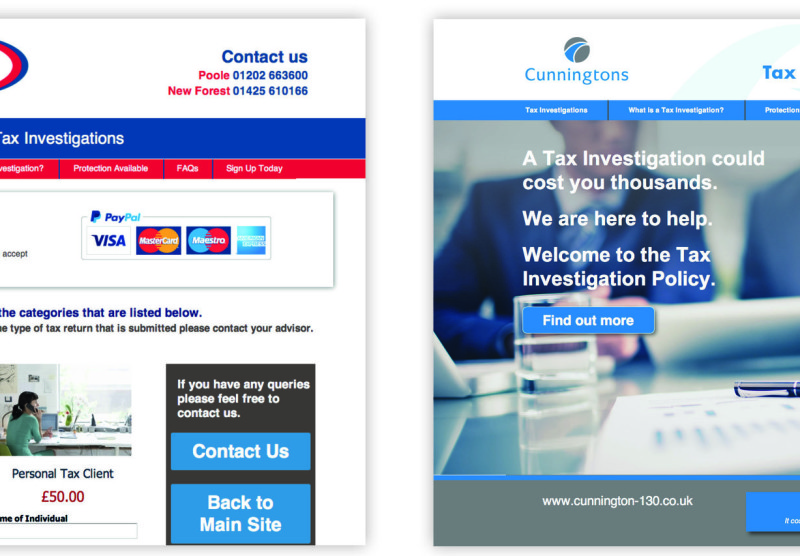 Contact us
Poole 01202 663600
New Forest 01425 610166
Tax Investigations
vestigation?
Protection Available
FAQs
Sign Up Today
PayPal
VISA
MasterCard
Maestro
AMERICAN EXPRESS
accept
the categories that are listed below.
he type of tax return that is submitted please contact your advisor.
If you have any queries
please feel free to
contact us.
Contact Us
Back to
Main Site
Personal Tax Client
£50.00
me of Individual
Cunningtons
Tax
Tax Investigations
What is a Tax Investigation?
Protection
A Tax Investigation could
cost you thousands.
We are here to help.
Welcome to the Tax
Investigation Policy.
Find out more
www.cunnington-130.co.uk
It co